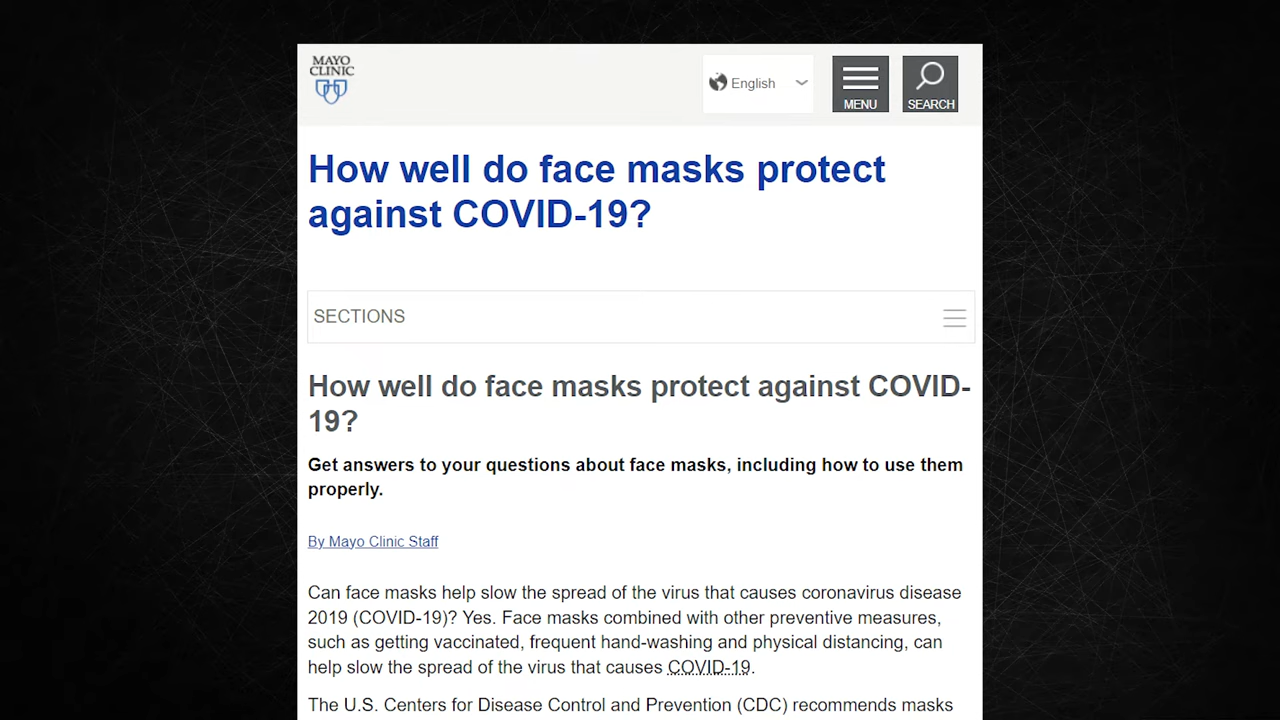 MAYO
CLINIC
English
MENU
SEARCH
How well do face masks protect
against COVID-19?
SECTIONS
How well do face masks protect against COVID-
19?
Get answers to your questions about face masks, including how to use them
properly.
By Mayo Clinic Staff
Can face masks help slow the spread of the virus that causes coronavirus disease
2019 (COVID-19)? Yes. Face masks combined with other preventive measures,
such as getting vaccinated, frequent hand-washing and physical distancing, can
help slow the spread of the virus that causes COVID-19.
The U.S. Centers for Disease Control and Prevention (CDC) recommends masks